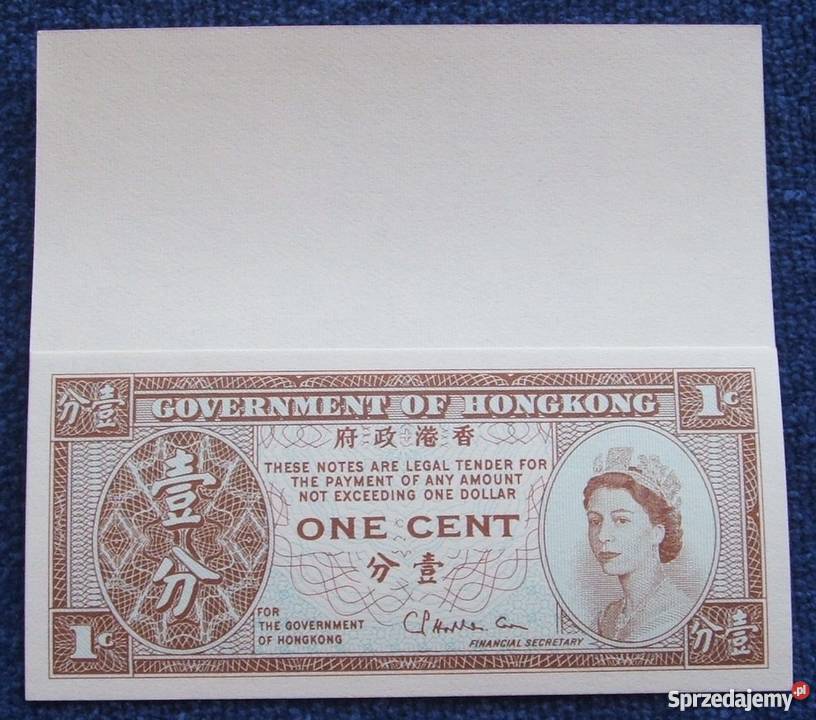 分壹
GOVERNMENT OF HONGKONG
1c
府政港香
THESE NOTES ARE LEGAL TENDER FOR
THE PAYMENT OF ANY AMOUNT
NOT EXCEEDING ONE DOLLAR
壹
分
ONE CENT
分壹
FOR
THE GOVERNMENT
OF HONGKONG
FINANCIAL SECRETARY
1c
分壹
Sprzedajemy.pl